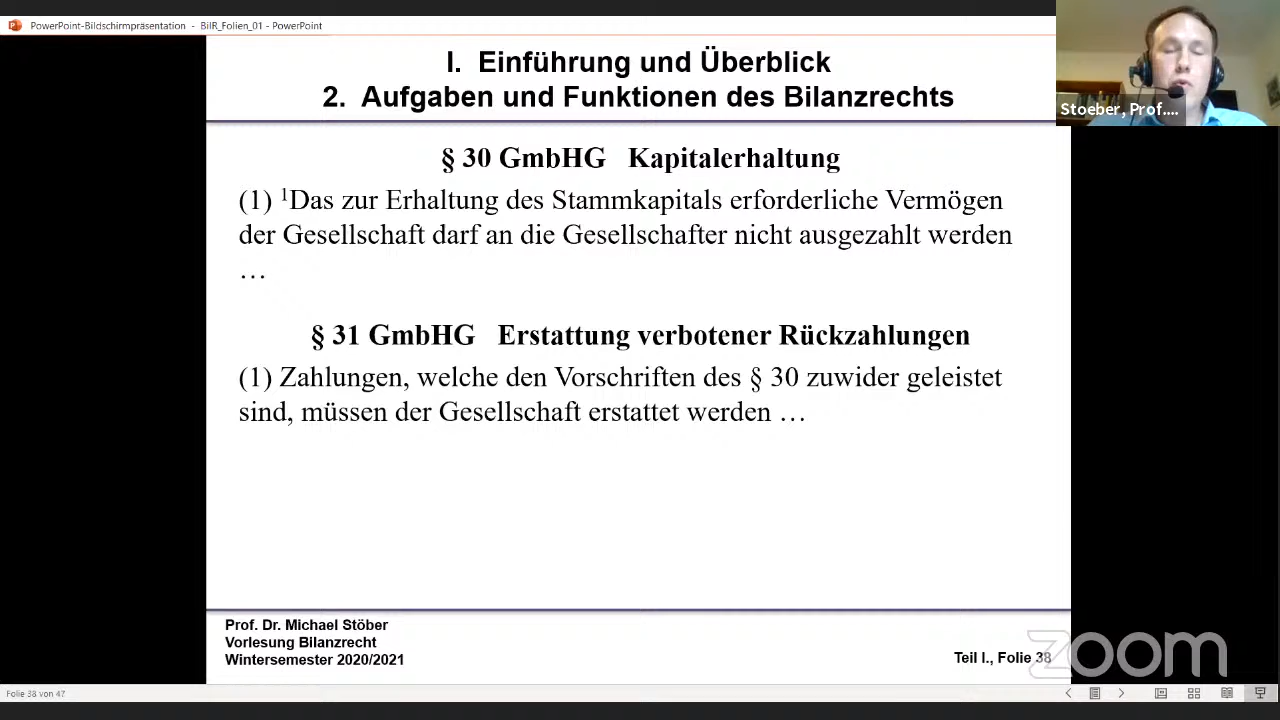 PowerPoint-Bildschirmpräsentation - BilR_Folien_01 - PowerPoint
Stoeber, Prof....
I. Einführung und Überblick
2. Aufgaben und Funktionen des Bilanzrechts
§ 30 GmbHG Kapitalerhaltung
(1) ¹Das zur Erhaltung des Stammkapitals erforderliche Vermögen
der Gesellschaft darf an die Gesellschafter nicht ausgezahlt werden
…
§ 31 GmbHG Erstattung verbotener Rückzahlungen
(1) Zahlungen, welche den Vorschriften des § 30 zuwider geleistet
sind, müssen der Gesellschaft erstattet werden …
Prof. Dr. Michael Stöber
Vorlesung Bilanzrecht
Wintersemester 2020/2021
Teil I., Folie 38
zoom
Folie 38 von 47